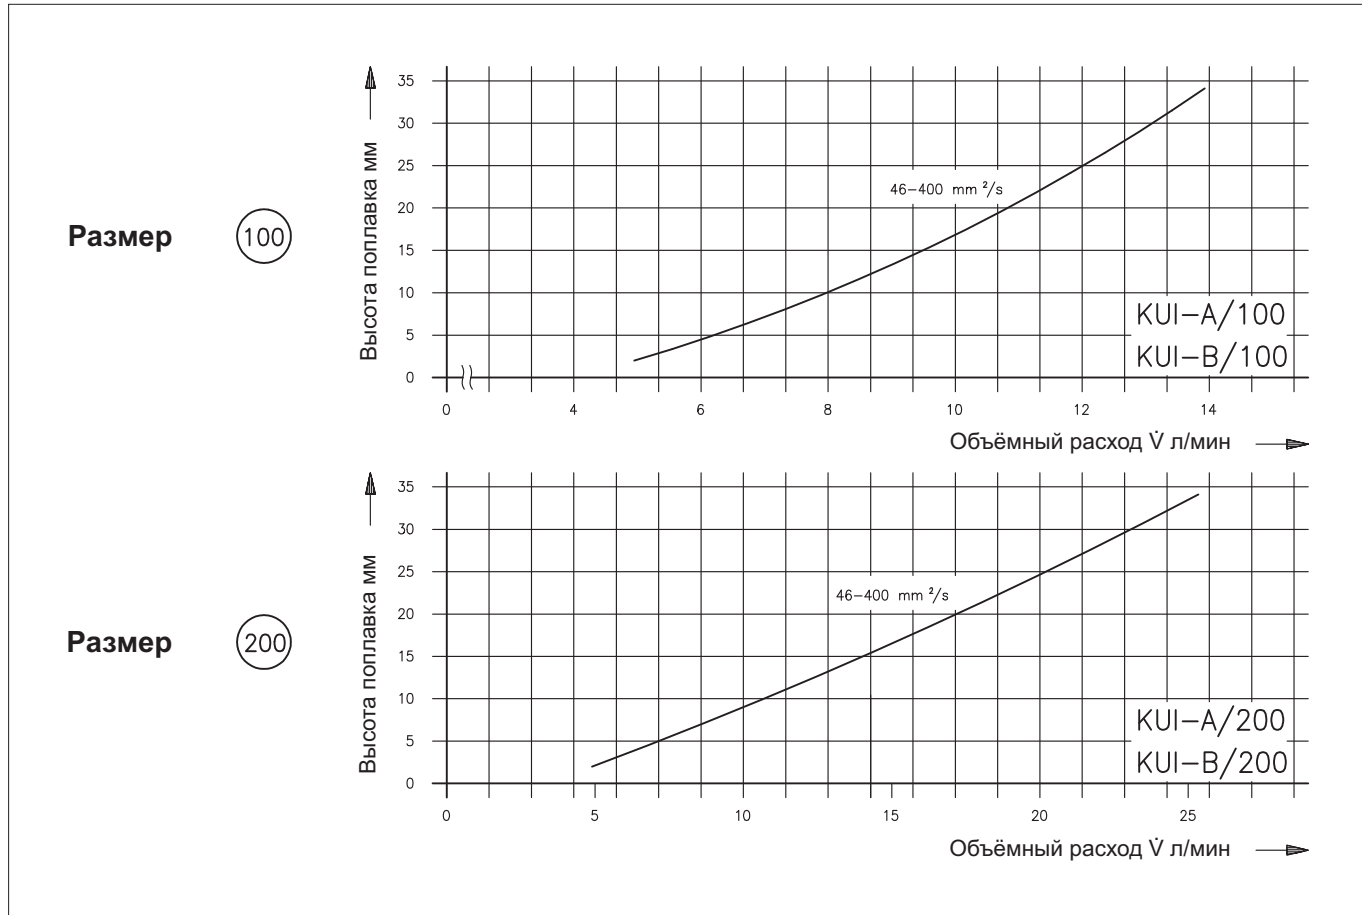 Размер 100
Высота поплавка мм
35
30
25
20
15
10
5
0
46–400 mm²/s
KUI–A/100
KUI–B/100
0 4 6 8 10 12 14
Объёмный расход V̇ л/мин
Размер 200
Высота поплавка мм
35
30
25
20
15
10
5
0
46–400 mm²/s
KUI–A/200
KUI–B/200
0 5 10 15 20 25
Объёмный расход V̇ л/мин